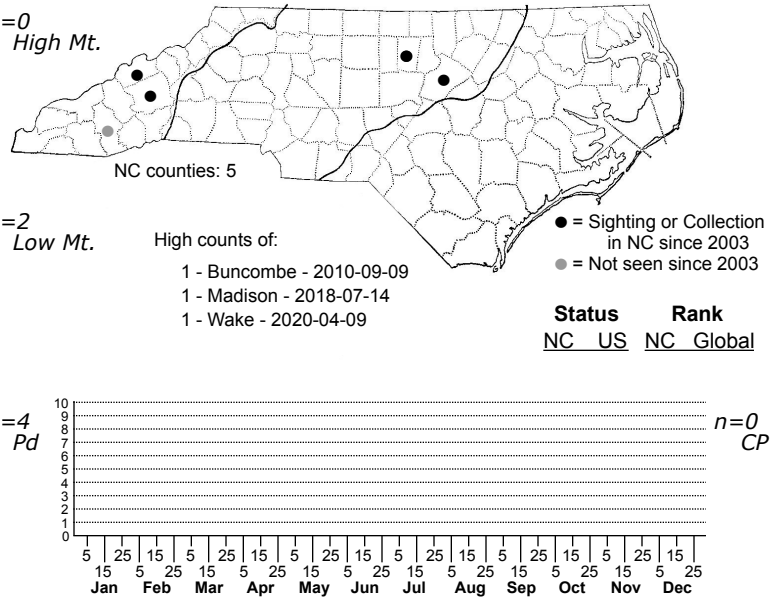 =0
High Mt.
NC counties: 5
=2
Low Mt.
High counts of:
1 - Buncombe - 2010-09-09
1 - Madison - 2018-07-14
1 - Wake - 2020-04-09
= Sighting or Collection
in NC since 2003
= Not seen since 2003
Status Rank
NC US NC Global
=4
Pd
n=0
CP
10
9
8
7
6
5
4
3
2
1
0
5 25 15 5 25 15 5 25 15 5 25 15 5 25 15 5 25 15
15 5 25 15 5 25 15 5 25 15 5 25 15 5 25 15 5 25
Jan Feb Mar Apr May Jun Jul Aug Sep Oct Nov Dec